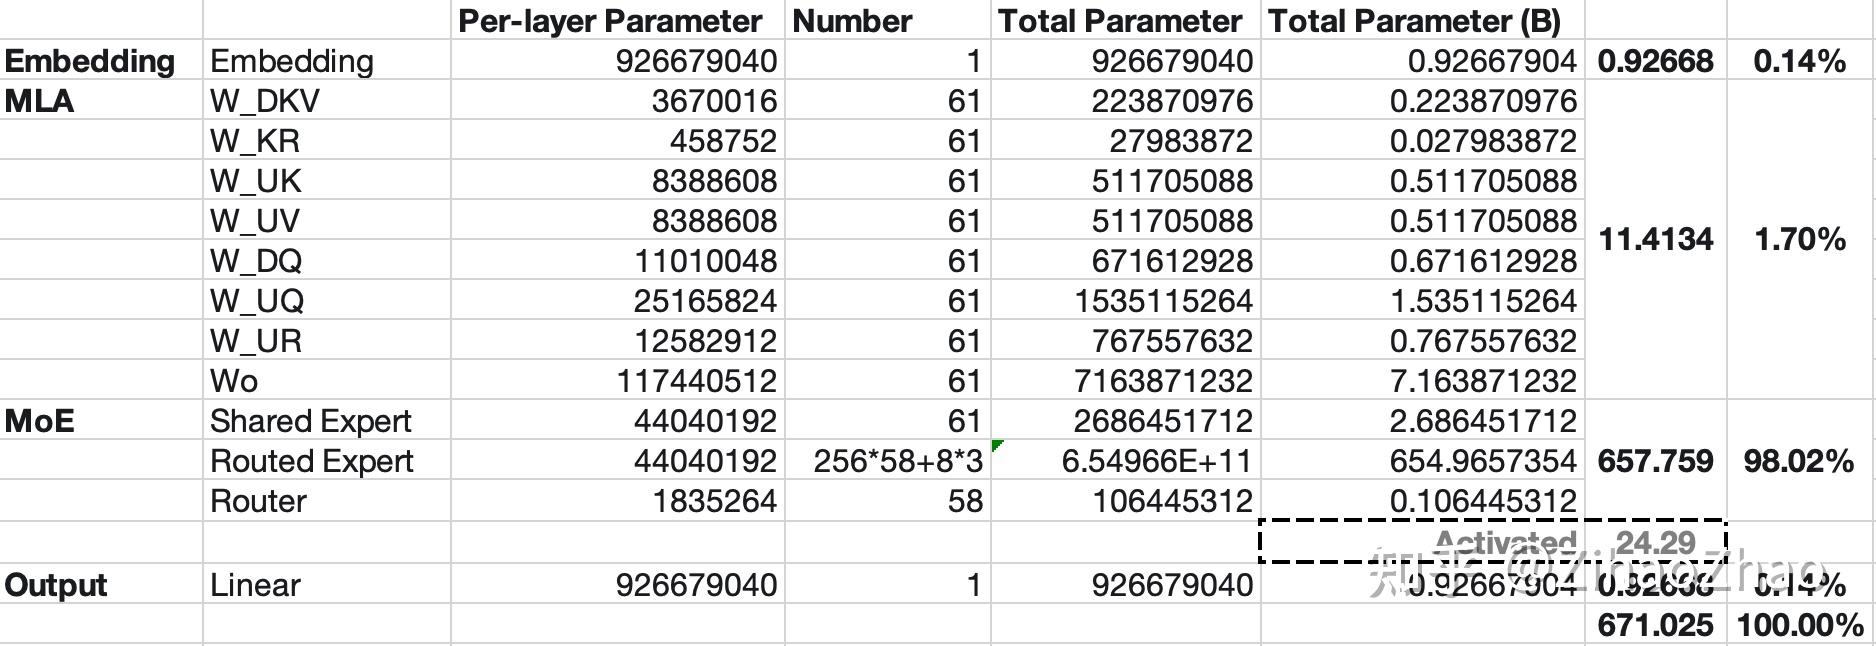 Per-layer Parameter Number Total Parameter Total Parameter (B)
Embedding Embedding 926679040 1 926679040 0.92667904 0.92668 0.14%
MLA W_DKV 3670016 61 223870976 0.223870976
W_KR 458752 61 27983872 0.027983872
W_UK 8388608 61 511705088 0.511705088
W_UV 8388608 61 511705088 0.511705088
11.4134 1.70%
W_DQ 11010048 61 671612928 0.671612928
W_UQ 25165824 61 1535115264 1.535115264
W_UR 12582912 61 767557632 0.767557632
Wo 117440512 61 7163871232 7.163871232
MoE Shared Expert 44040192 61 2686451712 2.686451712
Routed Expert 44040192 256*58+8*3 6.54966E+11 654.9657354 657.759 98.02%
Router 1835264 58 106445312 0.106445312
Activated 24.29
Output Linear 926679040 1 926679040 0.92667904 0.92668 0.14%
知乎 @ZihaoZhao
671.025 100.00%